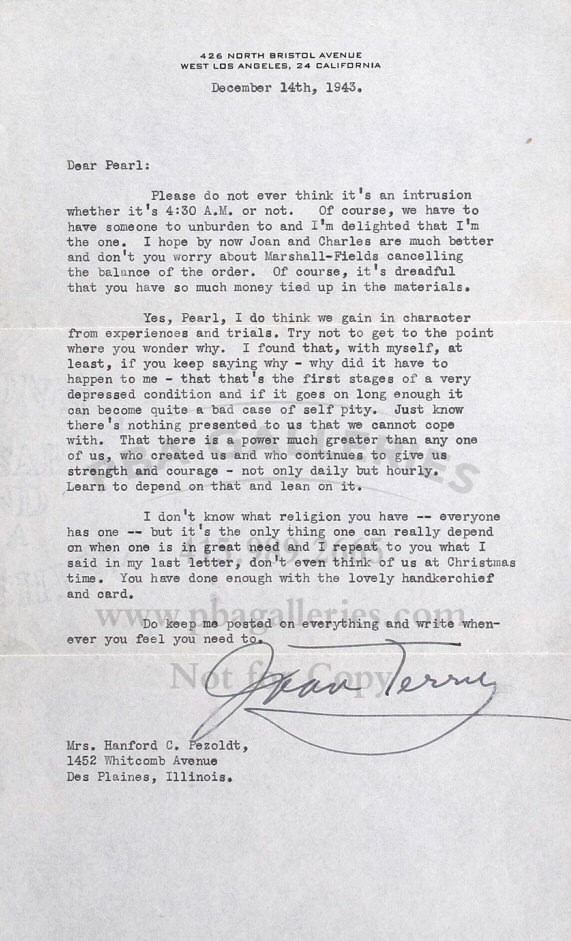 426 NORTH BRISTOL AVENUE
WEST LOS ANGELES, 24 CALIFORNIA
December 14th, 1943.
Dear Pearl:
Please do not ever think it's an intrusion
whether it's 4:30 A.M. or not. Of course, we have to
have someone to unburden to and I'm delighted that I'm
the one. I hope by now Joan and Charles are much better
and don't you worry about Marshall-Fields cancelling
the balance of the order. Of course, it's dreadful
that you have so much money tied up in the materials.
Yes, Pearl, I do think we gain in character
from experiences and trials. Try not to get to the point
where you wonder why. I found that, with myself, at
least, if you keep saying why - why did it have to
happen to me - that that's the first stages of a very
depressed condition and if it goes on long enough it
can become quite a bad case of self pity. Just know
there's nothing presented to us that we cannot cope
with. That there is a power much greater than any one
of us, who created us and who continues to give us
strength and courage - not only daily but hourly.
Learn to depend on that and lean on it.
PBA GALLERIES
I don't know what religion you have -- everyone
has one -- but it's the only thing one can really depend
on when one is in great need and I repeat to you what I
said in my last letter, don't even think of us at Christmas
time. You have done enough with the lovely handkerchief
and card.
415.989.2665
www.pbagalleries.com
Do keep me posted on everything and write when-
ever you feel you need to.
Not for Copy
Joan Terry
Mrs. Hanford C. Pezoldt,
1452 Whitcomb Avenue
Des Plaines, Illinois.